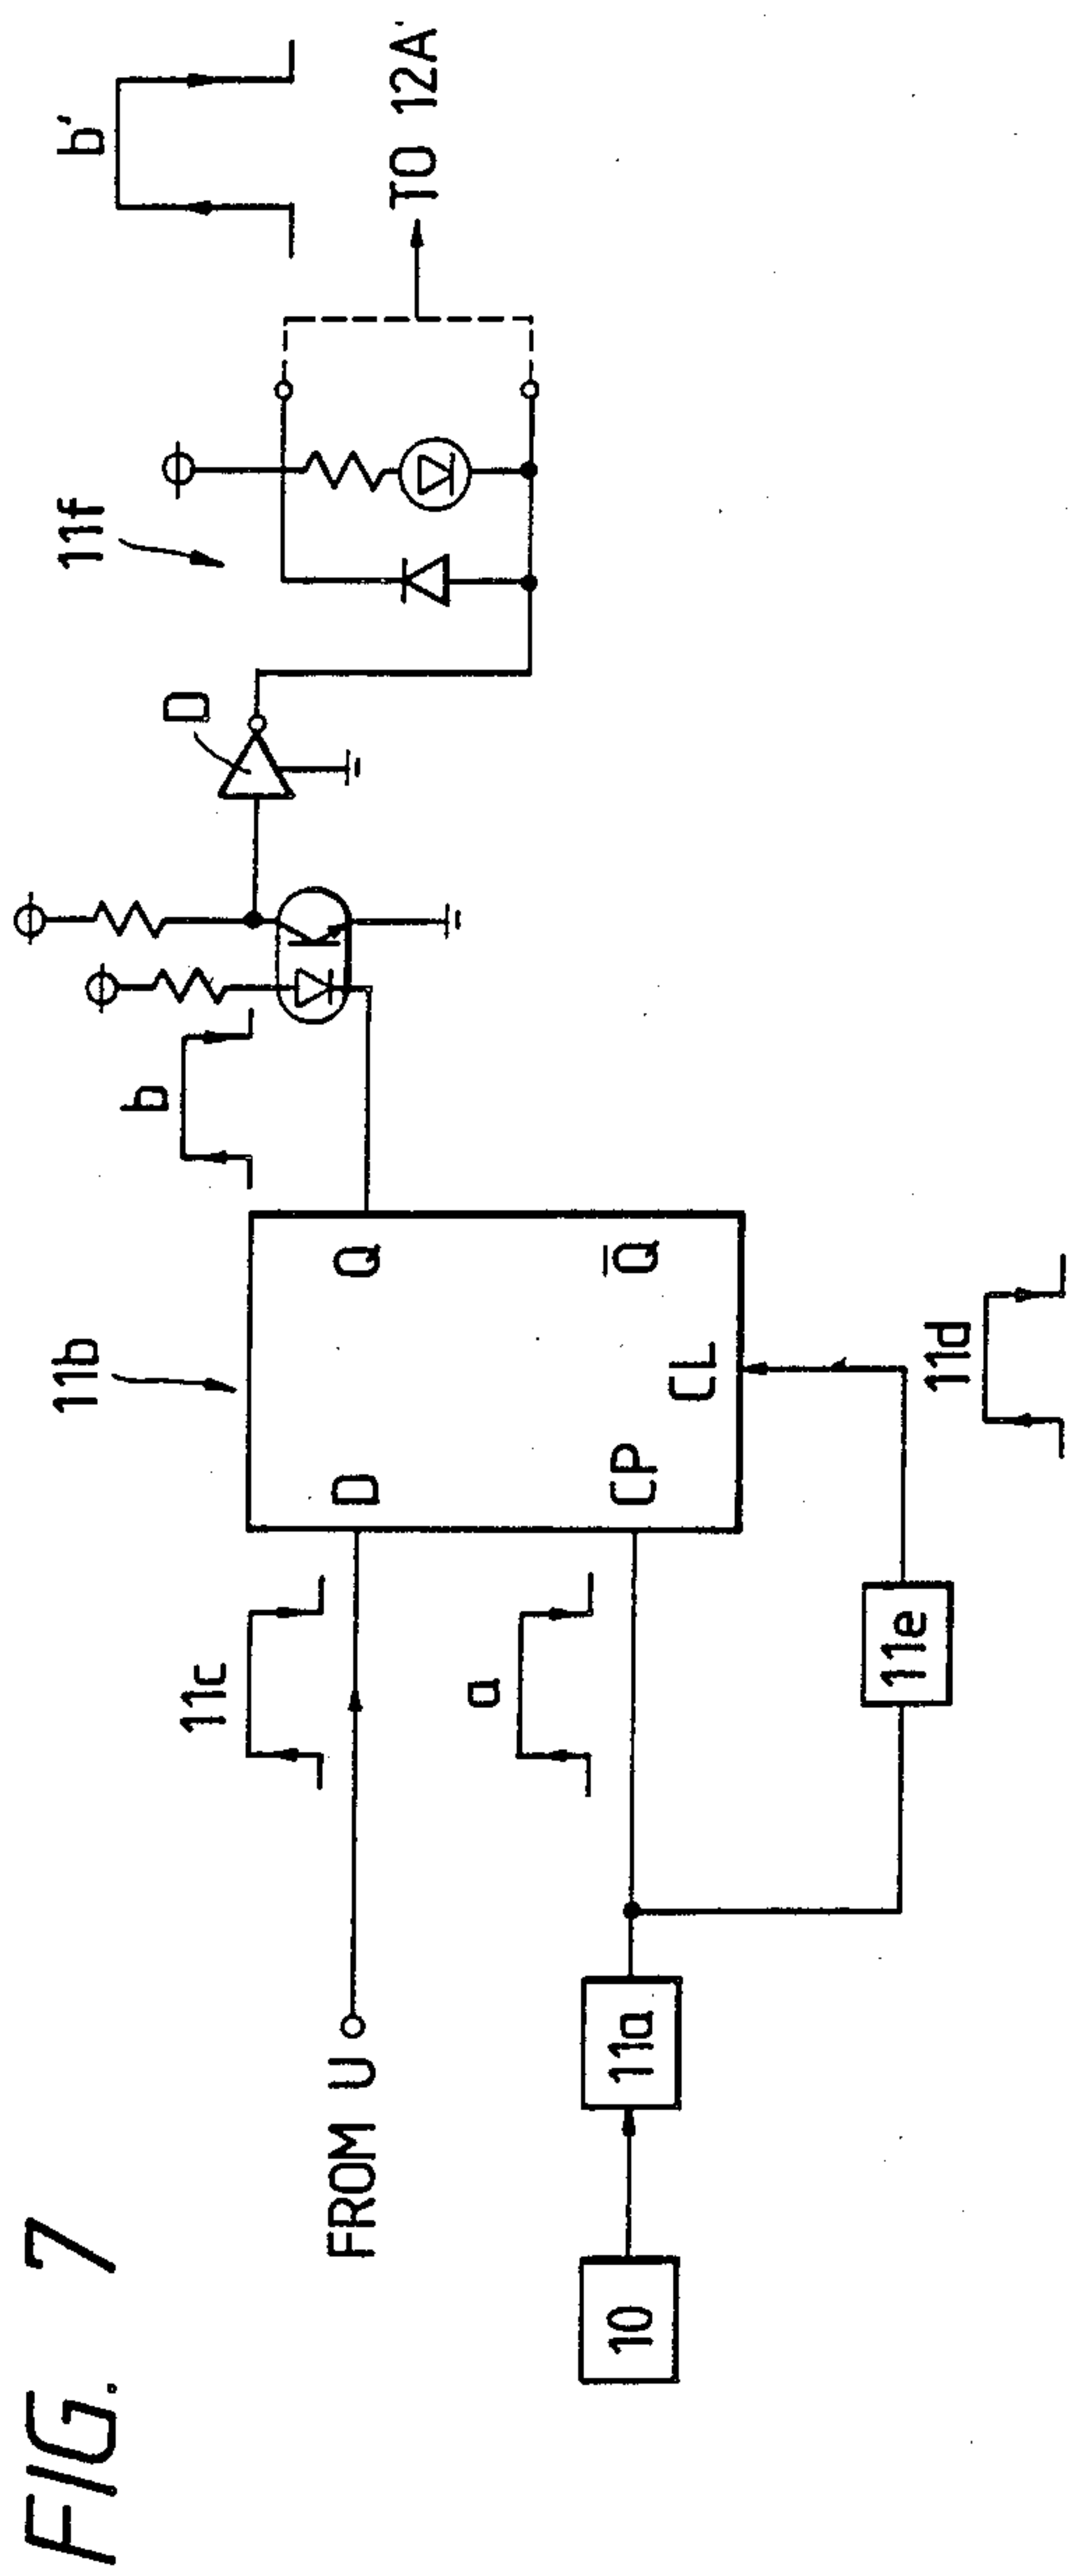 FIG. 7
FROM U
10
11a
11c
a
D
CP
CL
Q
Q̅
11b
11e
11d
b
D
11f
b'
TO 12A'